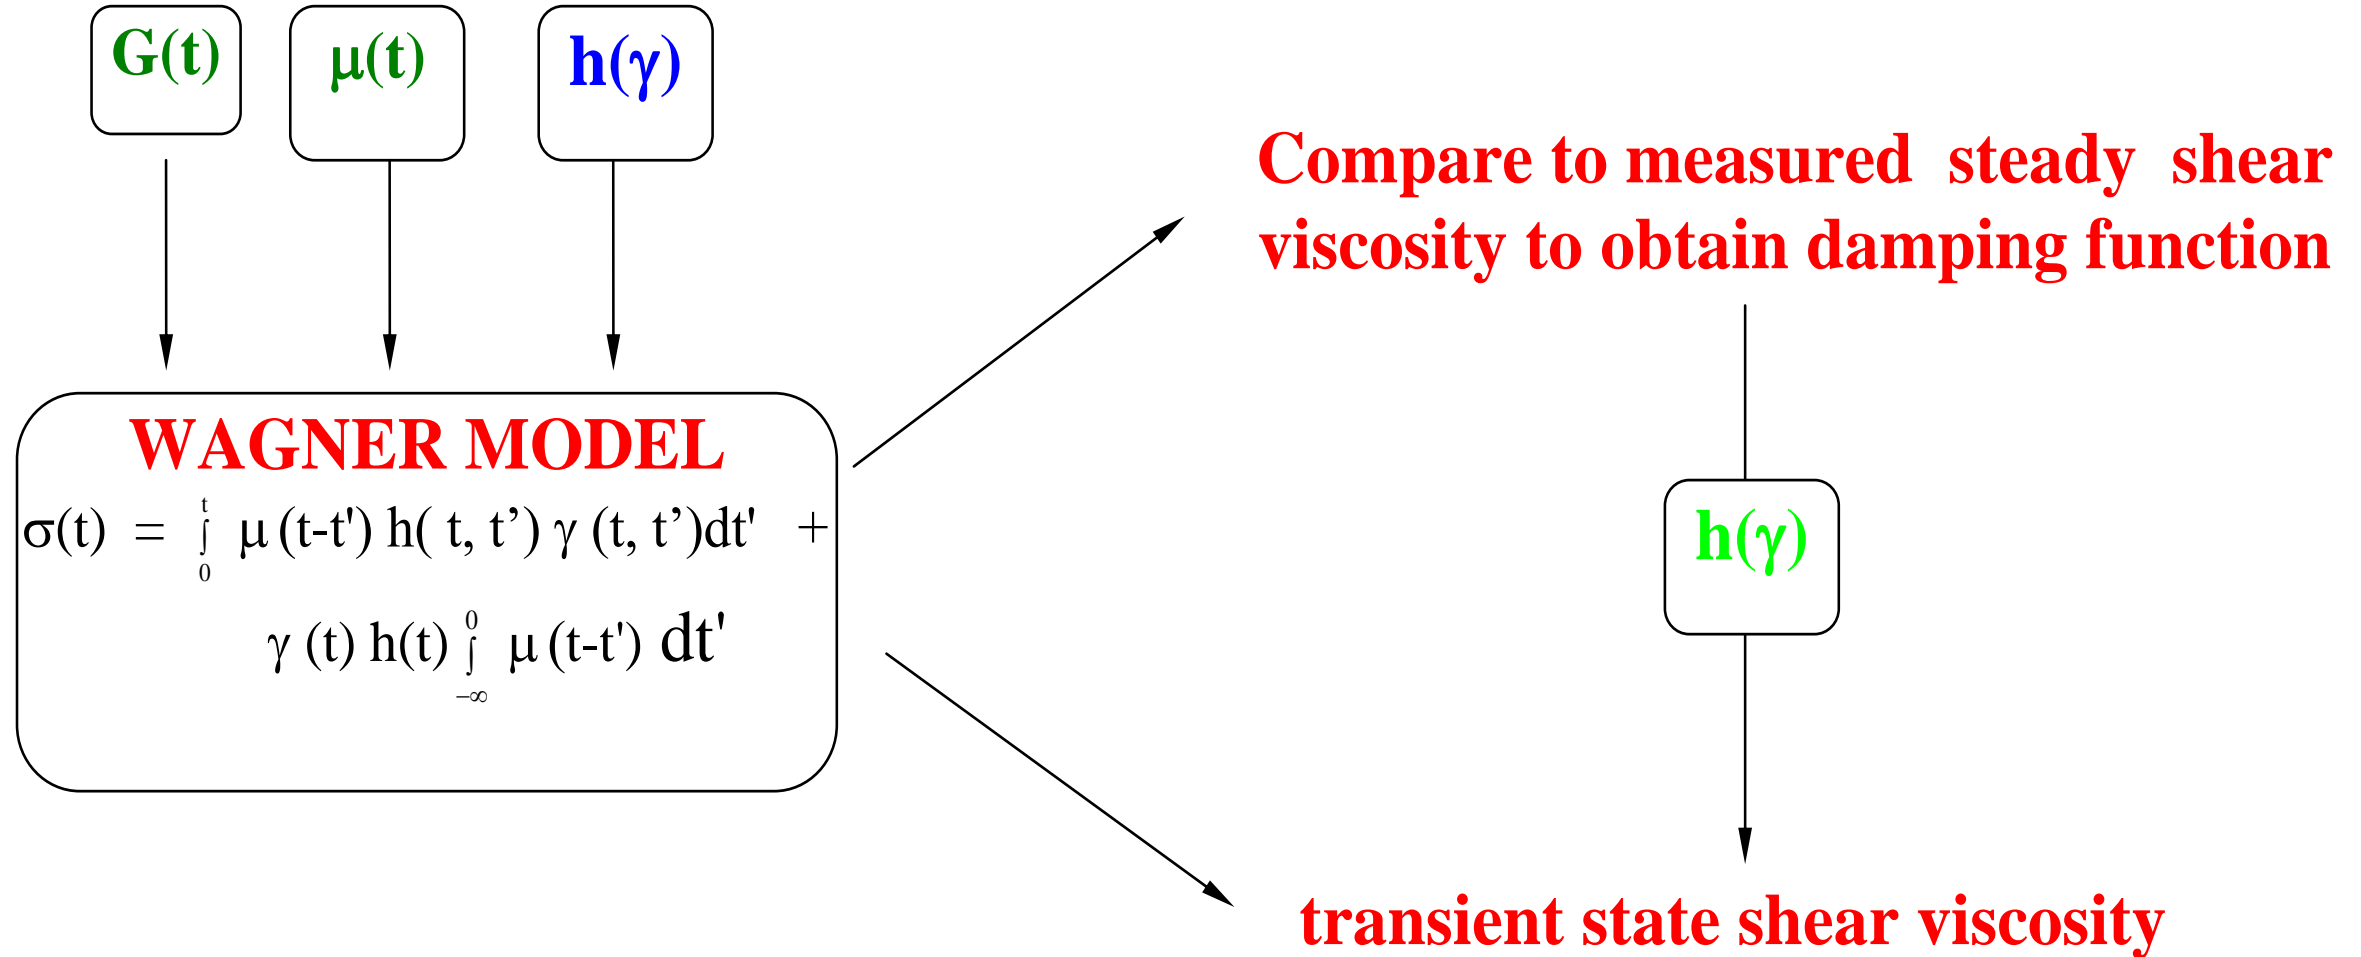 G(t) μ(t) h(γ)
Compare to measured steady shear
viscosity to obtain damping function
WAGNER MODEL
σ(t) = ∫ μ (t-t') h( t, t’) γ (t, t’)dt' +
t
0
γ (t) h(t) ∫ μ (t-t') dt'
0
−∞
h(γ)
transient state shear viscosity